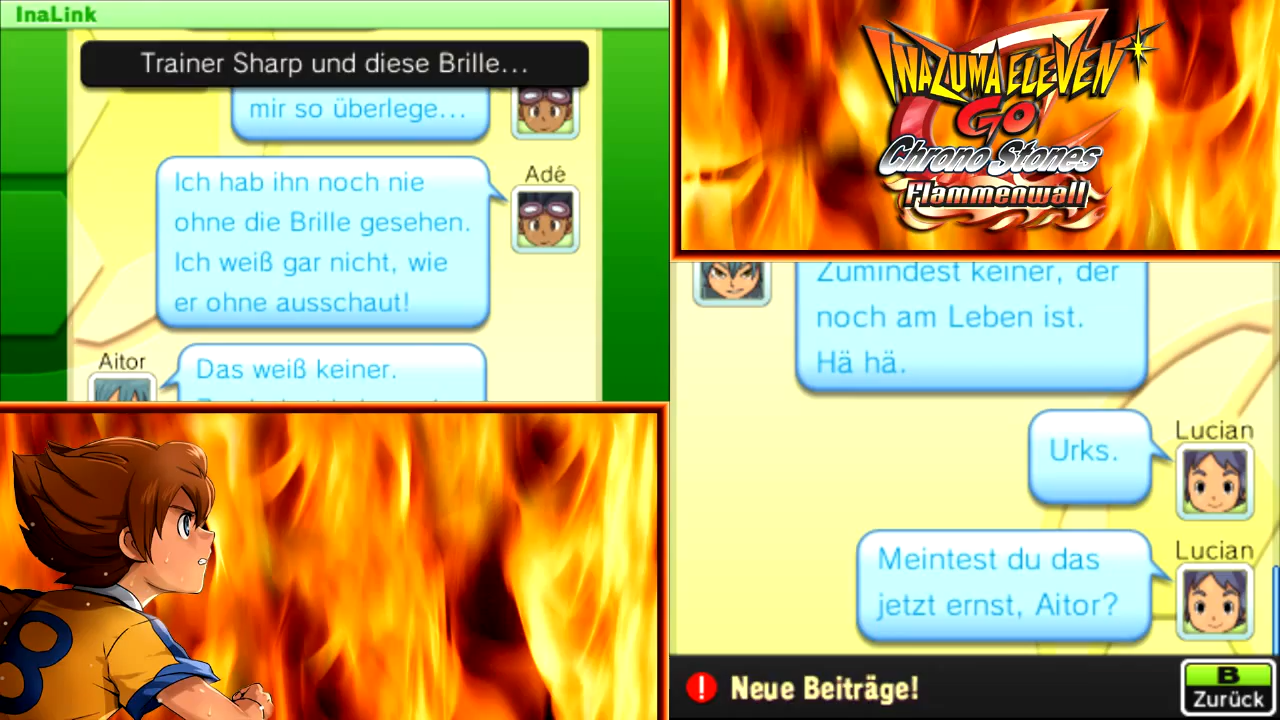 InaLink
Trainer Sharp und diese Brille...
mir so überlege...
Adé
Ich hab ihn noch nie
ohne die Brille gesehen.
Ich weiß gar nicht, wie
er ohne ausschaut!
Aitor
Das weiß keiner.
INAZUMA ELEVEN
GO
Chrono Stones
Flammenwall
Zumindest keiner, der
noch am Leben ist.
Hä hä.
Lucian
Urks.
Lucian
Meintest du das
jetzt ernst, Aitor?
! Neue Beiträge!
B
Zurück
8